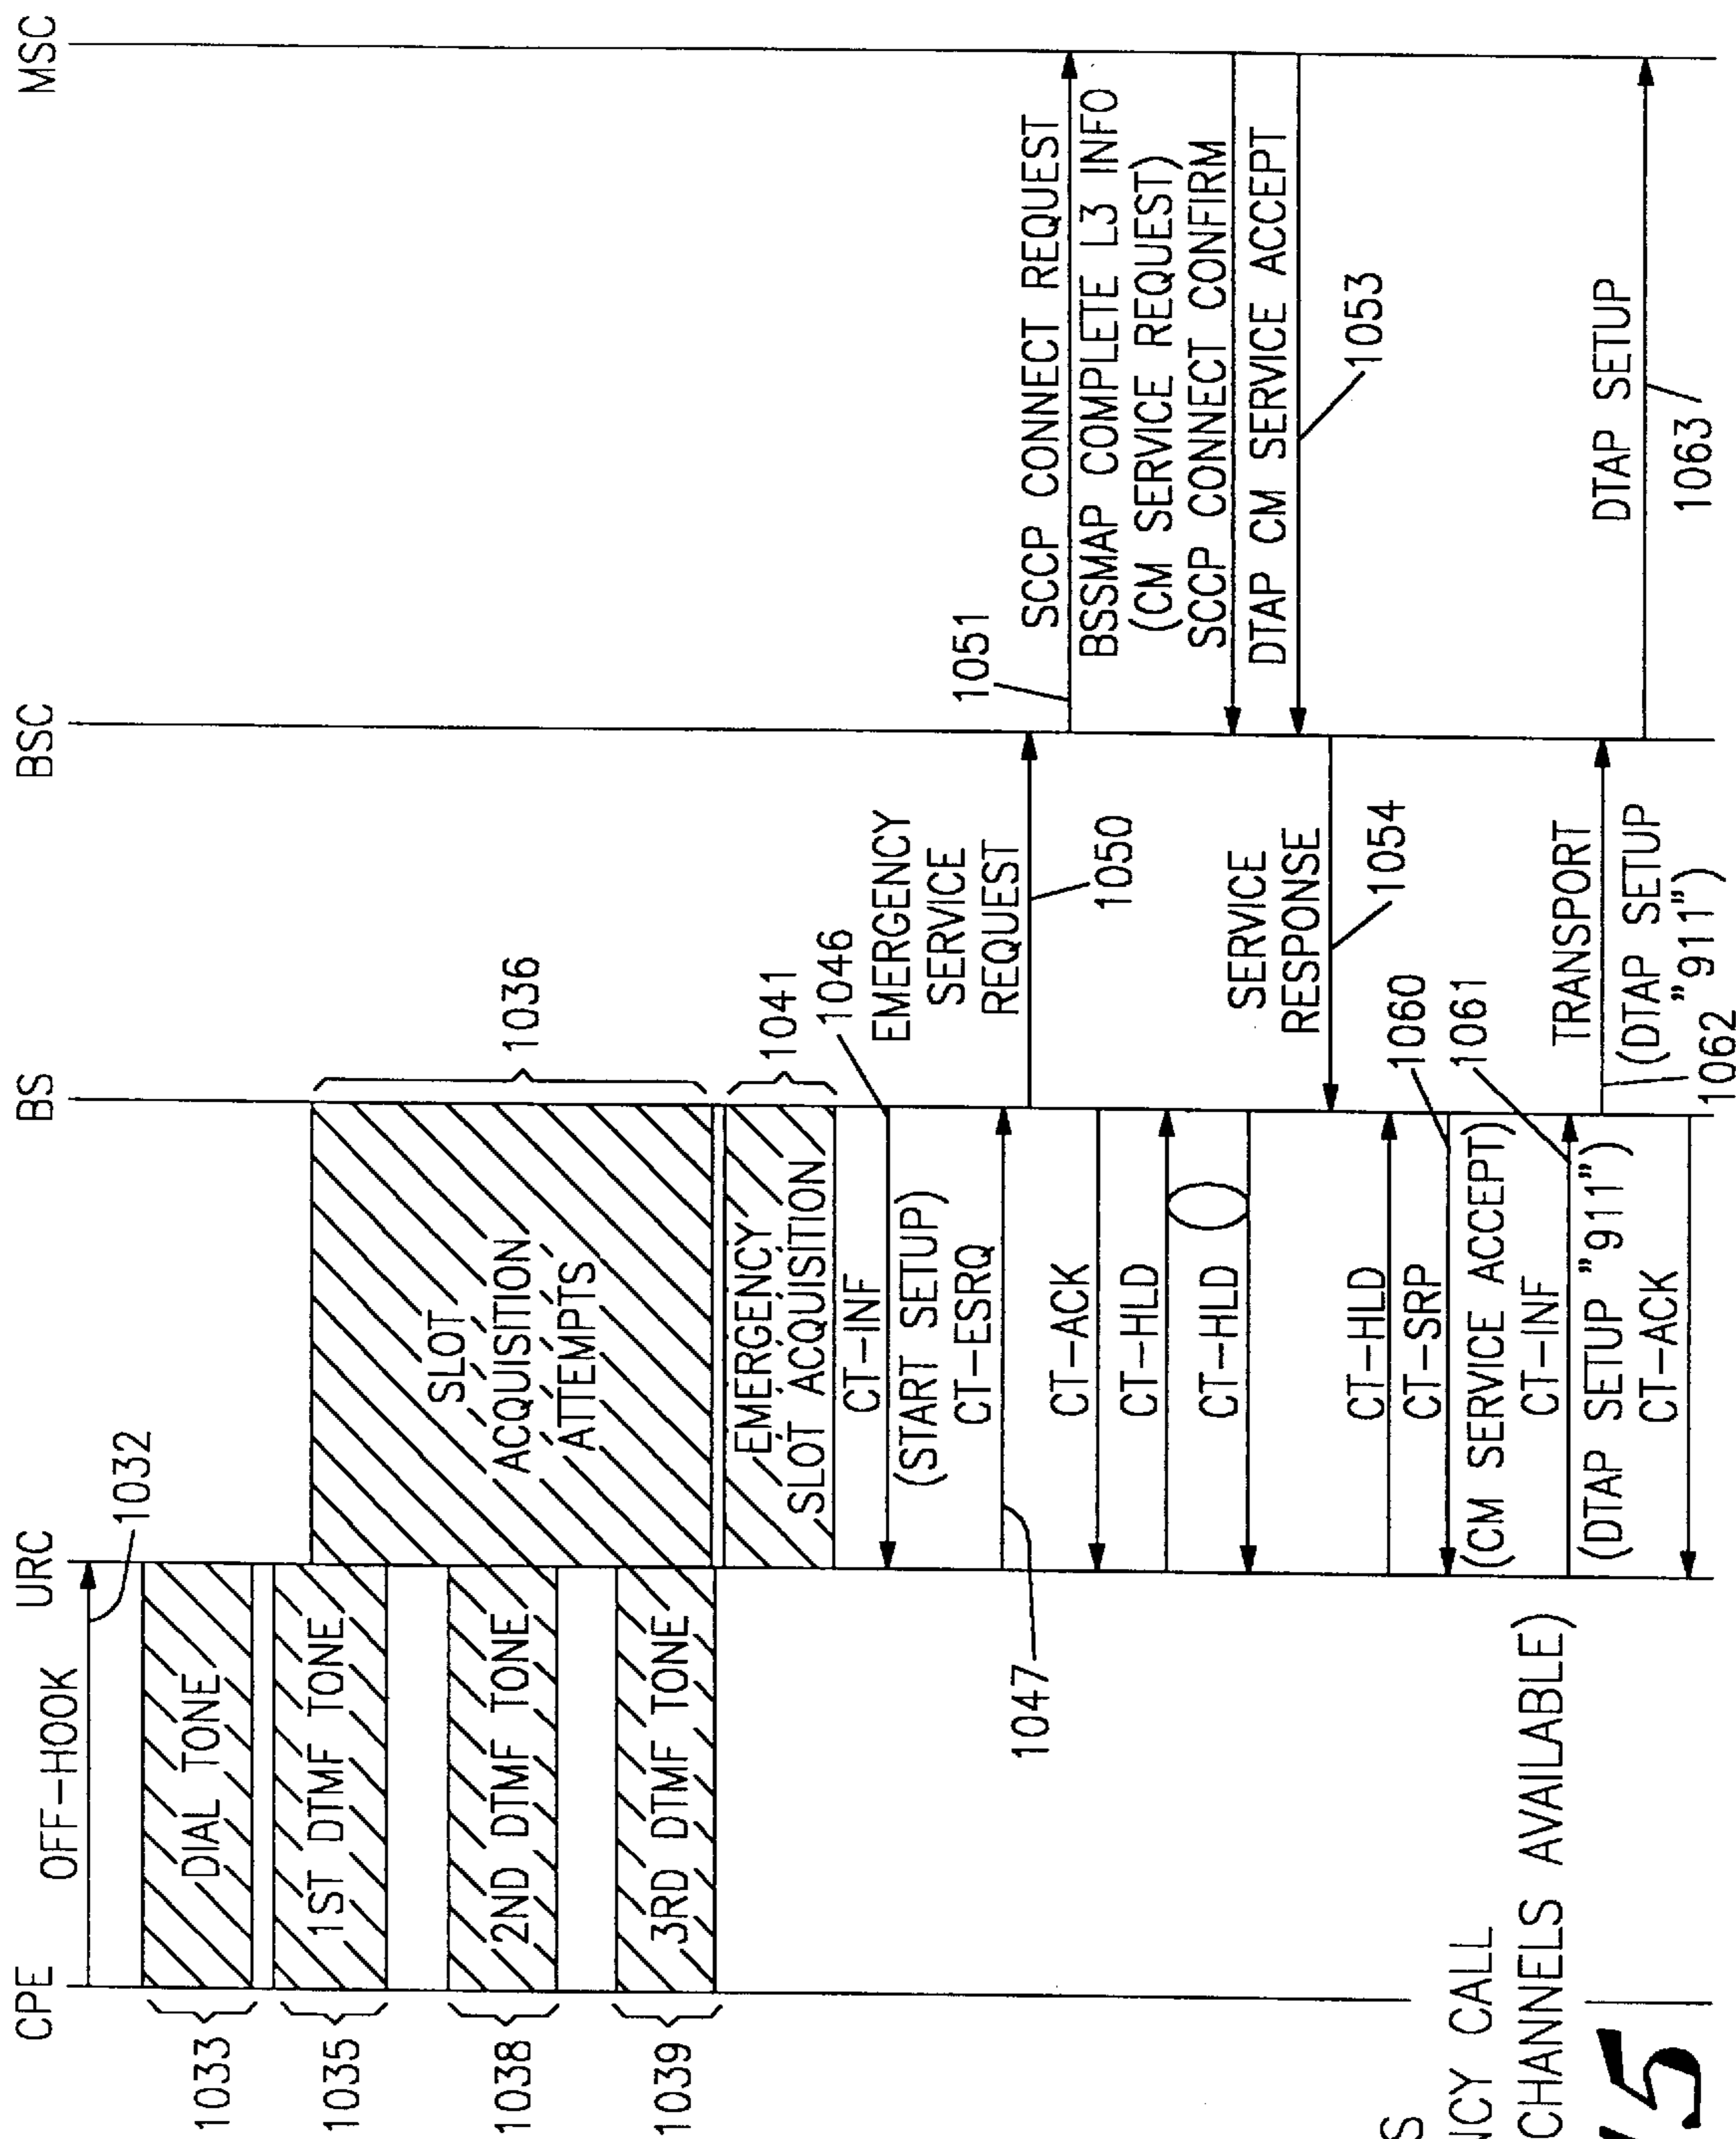 CPE
URC
BS
BSC
MSC
OFF-HOOK
1032
1033
DIAL TONE
1035
1ST DTMF TONE
1038
2ND DTMF TONE
1039
3RD DTMF TONE
SLOT
ACQUISITION
ATTEMPTS
1036
EMERGENCY
SLOT ACQUISITION
1041
CT-INF
1046
(START SETUP)
CT-ESRQ
1047
EMERGENCY
SERVICE
REQUEST
1050
1051
SCCP CONNECT REQUEST
BSSMAP COMPLETE L3 INFO
(CM SERVICE REQUEST)
SCCP CONNECT CONFIRM
DTAP CM SERVICE ACCEPT
1053
CT-ACK
CT-HLD
CT-HLD
SERVICE
RESPONSE
1054
CT-HLD
CT-SRP
1060
(CM SERVICE ACCEPT)
CT-INF
1061
(DTAP SETUP "911")
CT-ACK
TRANSPORT
(DTAP SETUP
"911")
1062
DTAP SETUP
1063
NCY CALL
CHANNELS AVAILABLE)